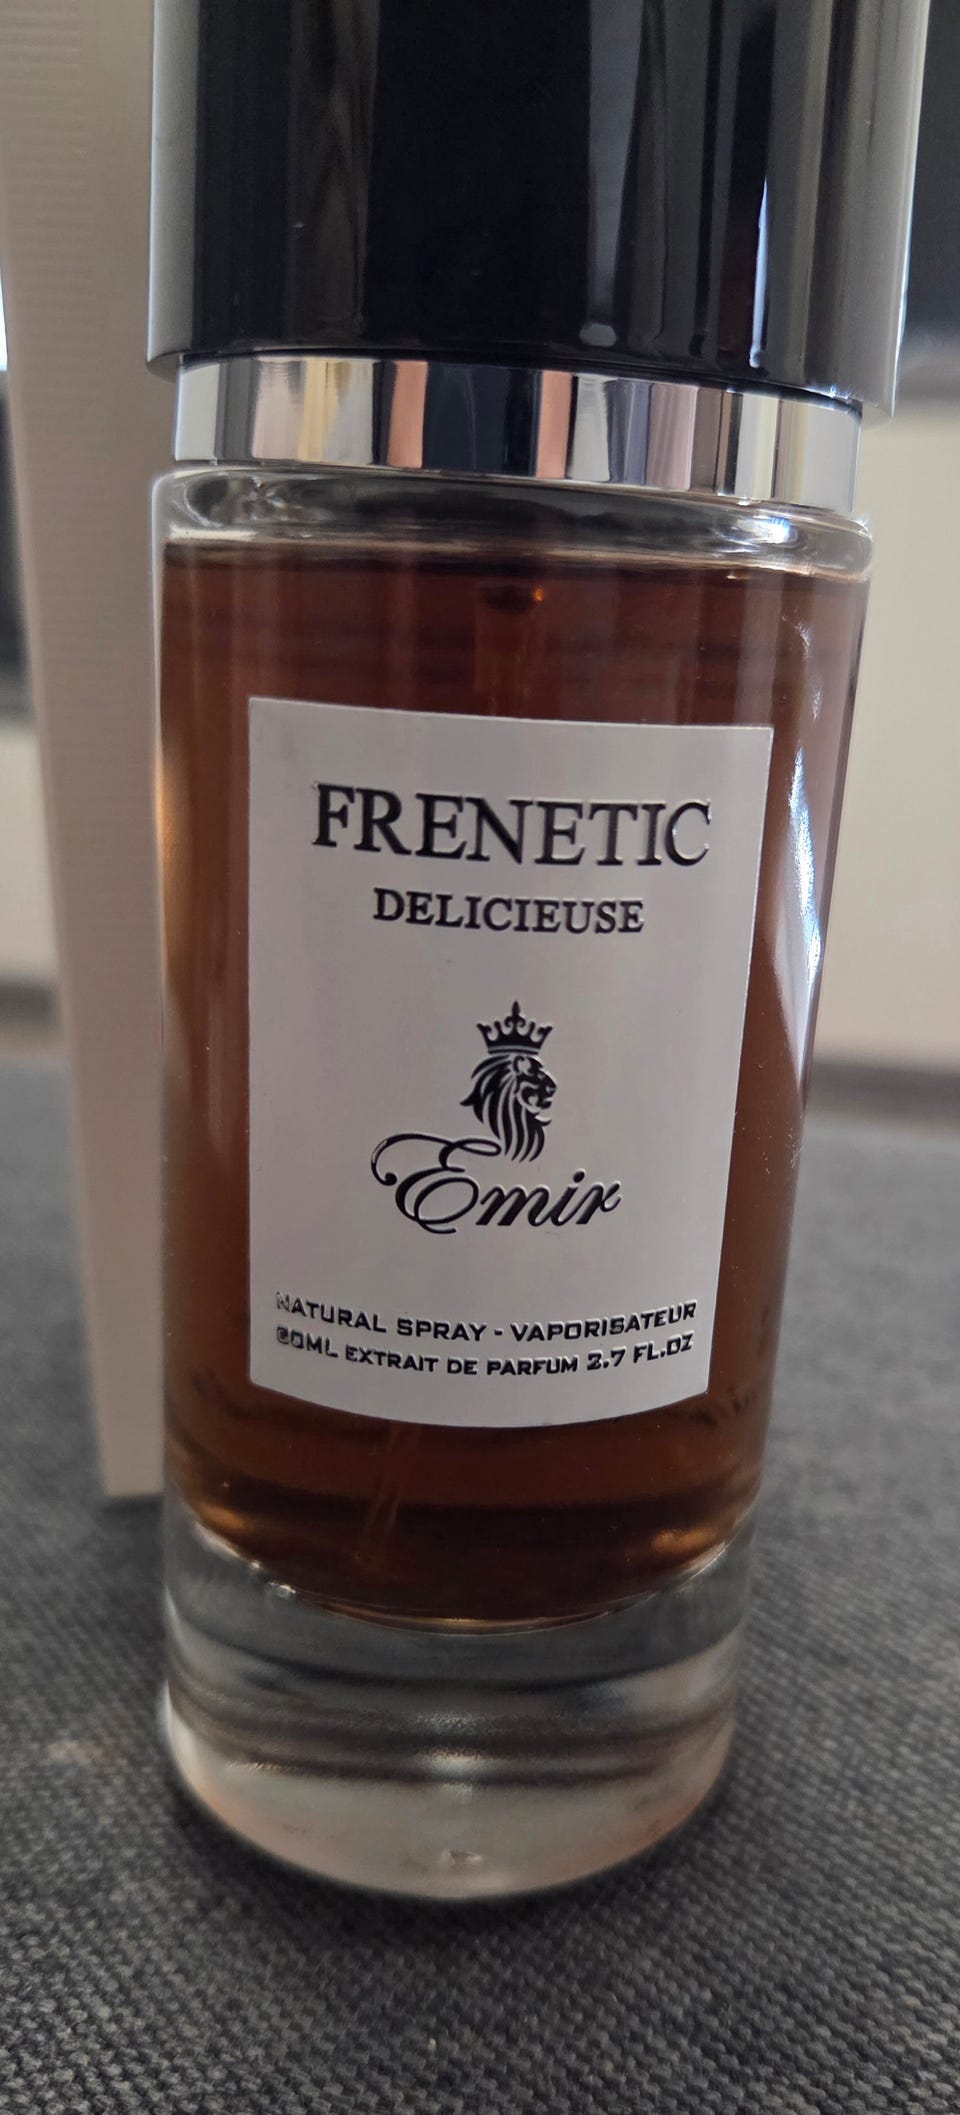 FRENETIC
DELICIEUSE
Emir
NATURAL SPRAY - VAPORISATEUR
80ML EXTRAIT DE PARFUM 2.7 FL.OZ